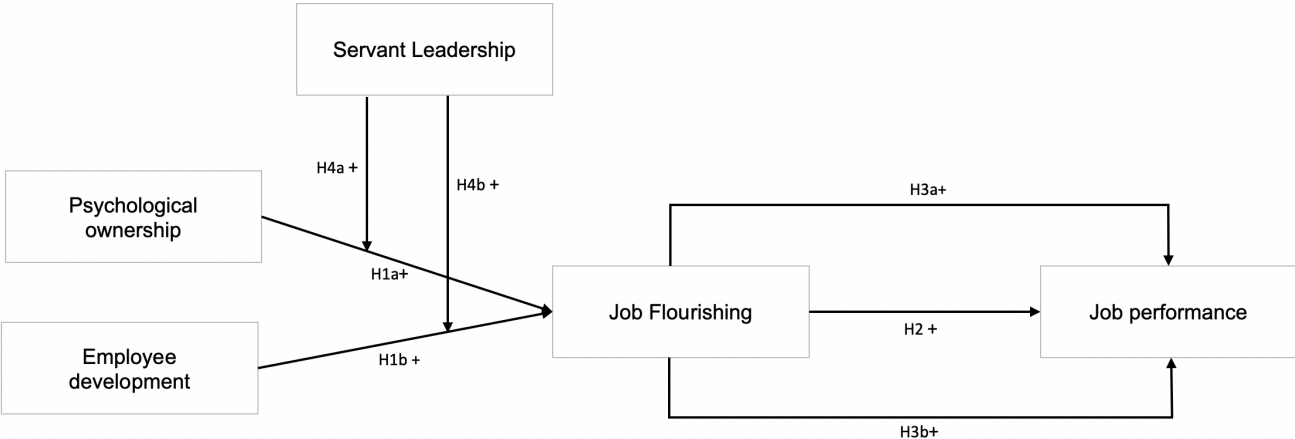 Servant Leadership
H4a +
H4b +
Psychological
ownership
H3a+
H1a+
Job Flourishing
Job performance
H2 +
Employee
development
H1b +
H3b+